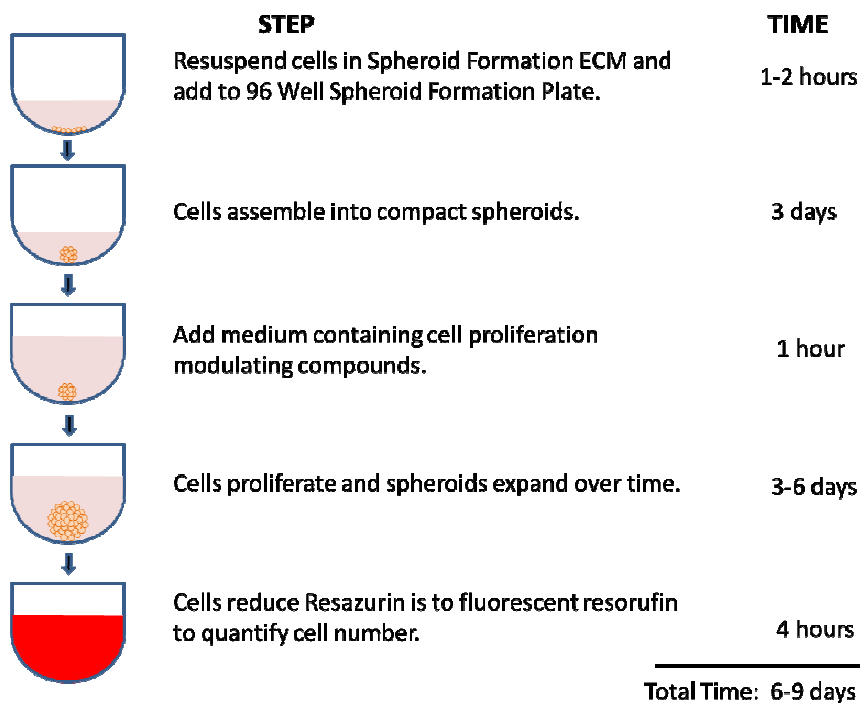 STEP TIME
Resuspend cells in Spheroid Formation ECM and
add to 96 Well Spheroid Formation Plate.
1-2 hours
Cells assemble into compact spheroids.
3 days
Add medium containing cell proliferation
modulating compounds.
1 hour
Cells proliferate and spheroids expand over time.
3-6 days
Cells reduce Resazurin is to fluorescent resorufin
to quantify cell number.
4 hours
Total Time: 6-9 days